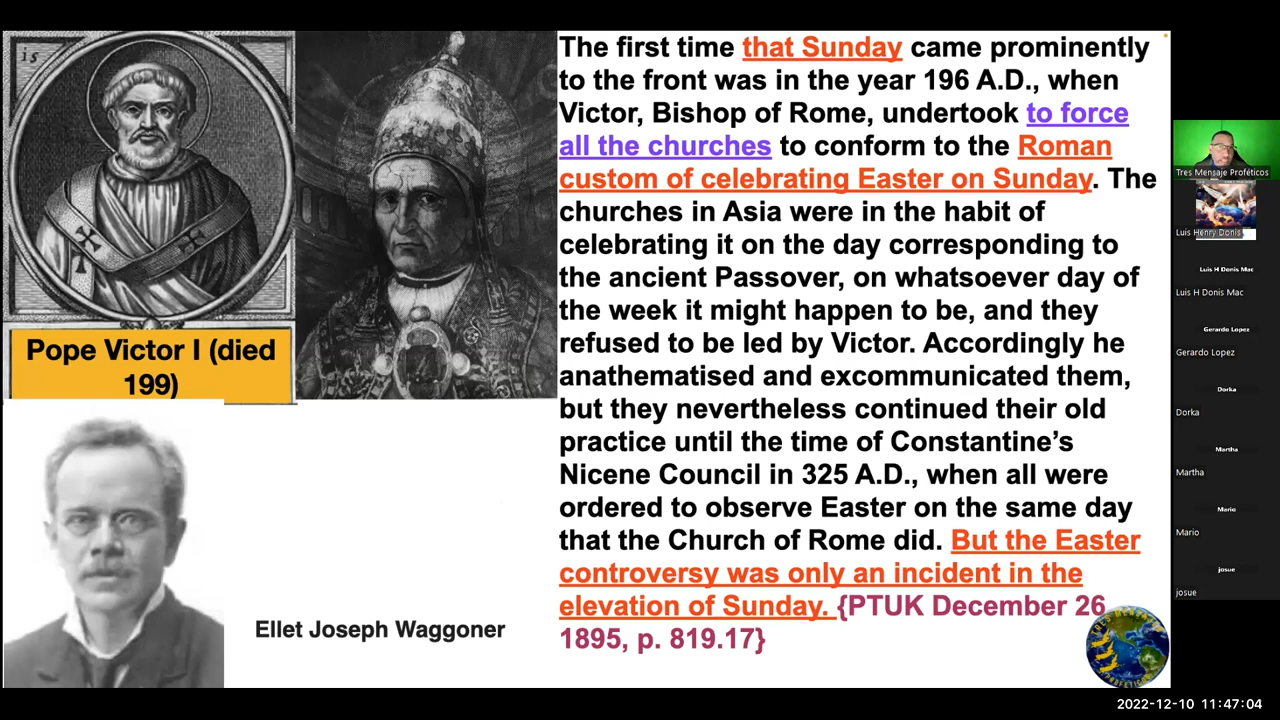 15
The first time that Sunday came prominently
to the front was in the year 196 A.D., when
Victor, Bishop of Rome, undertook to force
all the churches to conform to the Roman
custom of celebrating Easter on Sunday. The
churches in Asia were in the habit of
celebrating it on the day corresponding to
the ancient Passover, on whatsoever day of
the week it might happen to be, and they
refused to be led by Victor. Accordingly he
anathematised and excommunicated them,
but they nevertheless continued their old
practice until the time of Constantine’s
Nicene Council in 325 A.D., when all were
ordered to observe Easter on the same day
that the Church of Rome did. But the Easter
controversy was only an incident in the
elevation of Sunday. {PTUK December 26
1895, p. 819.17}
Pope Victor I (died
199)
Ellet Joseph Waggoner
Tres Mensaje Proféticos
Luis Henry Donis
Luis H Donis Mac
Luis H Donis Mac
Gerardo Lopez
Gerardo Lopez
Dorka
Dorka
Martha
Martha
Mario
Mario
josue
josue
2022-12-10 11:47:04